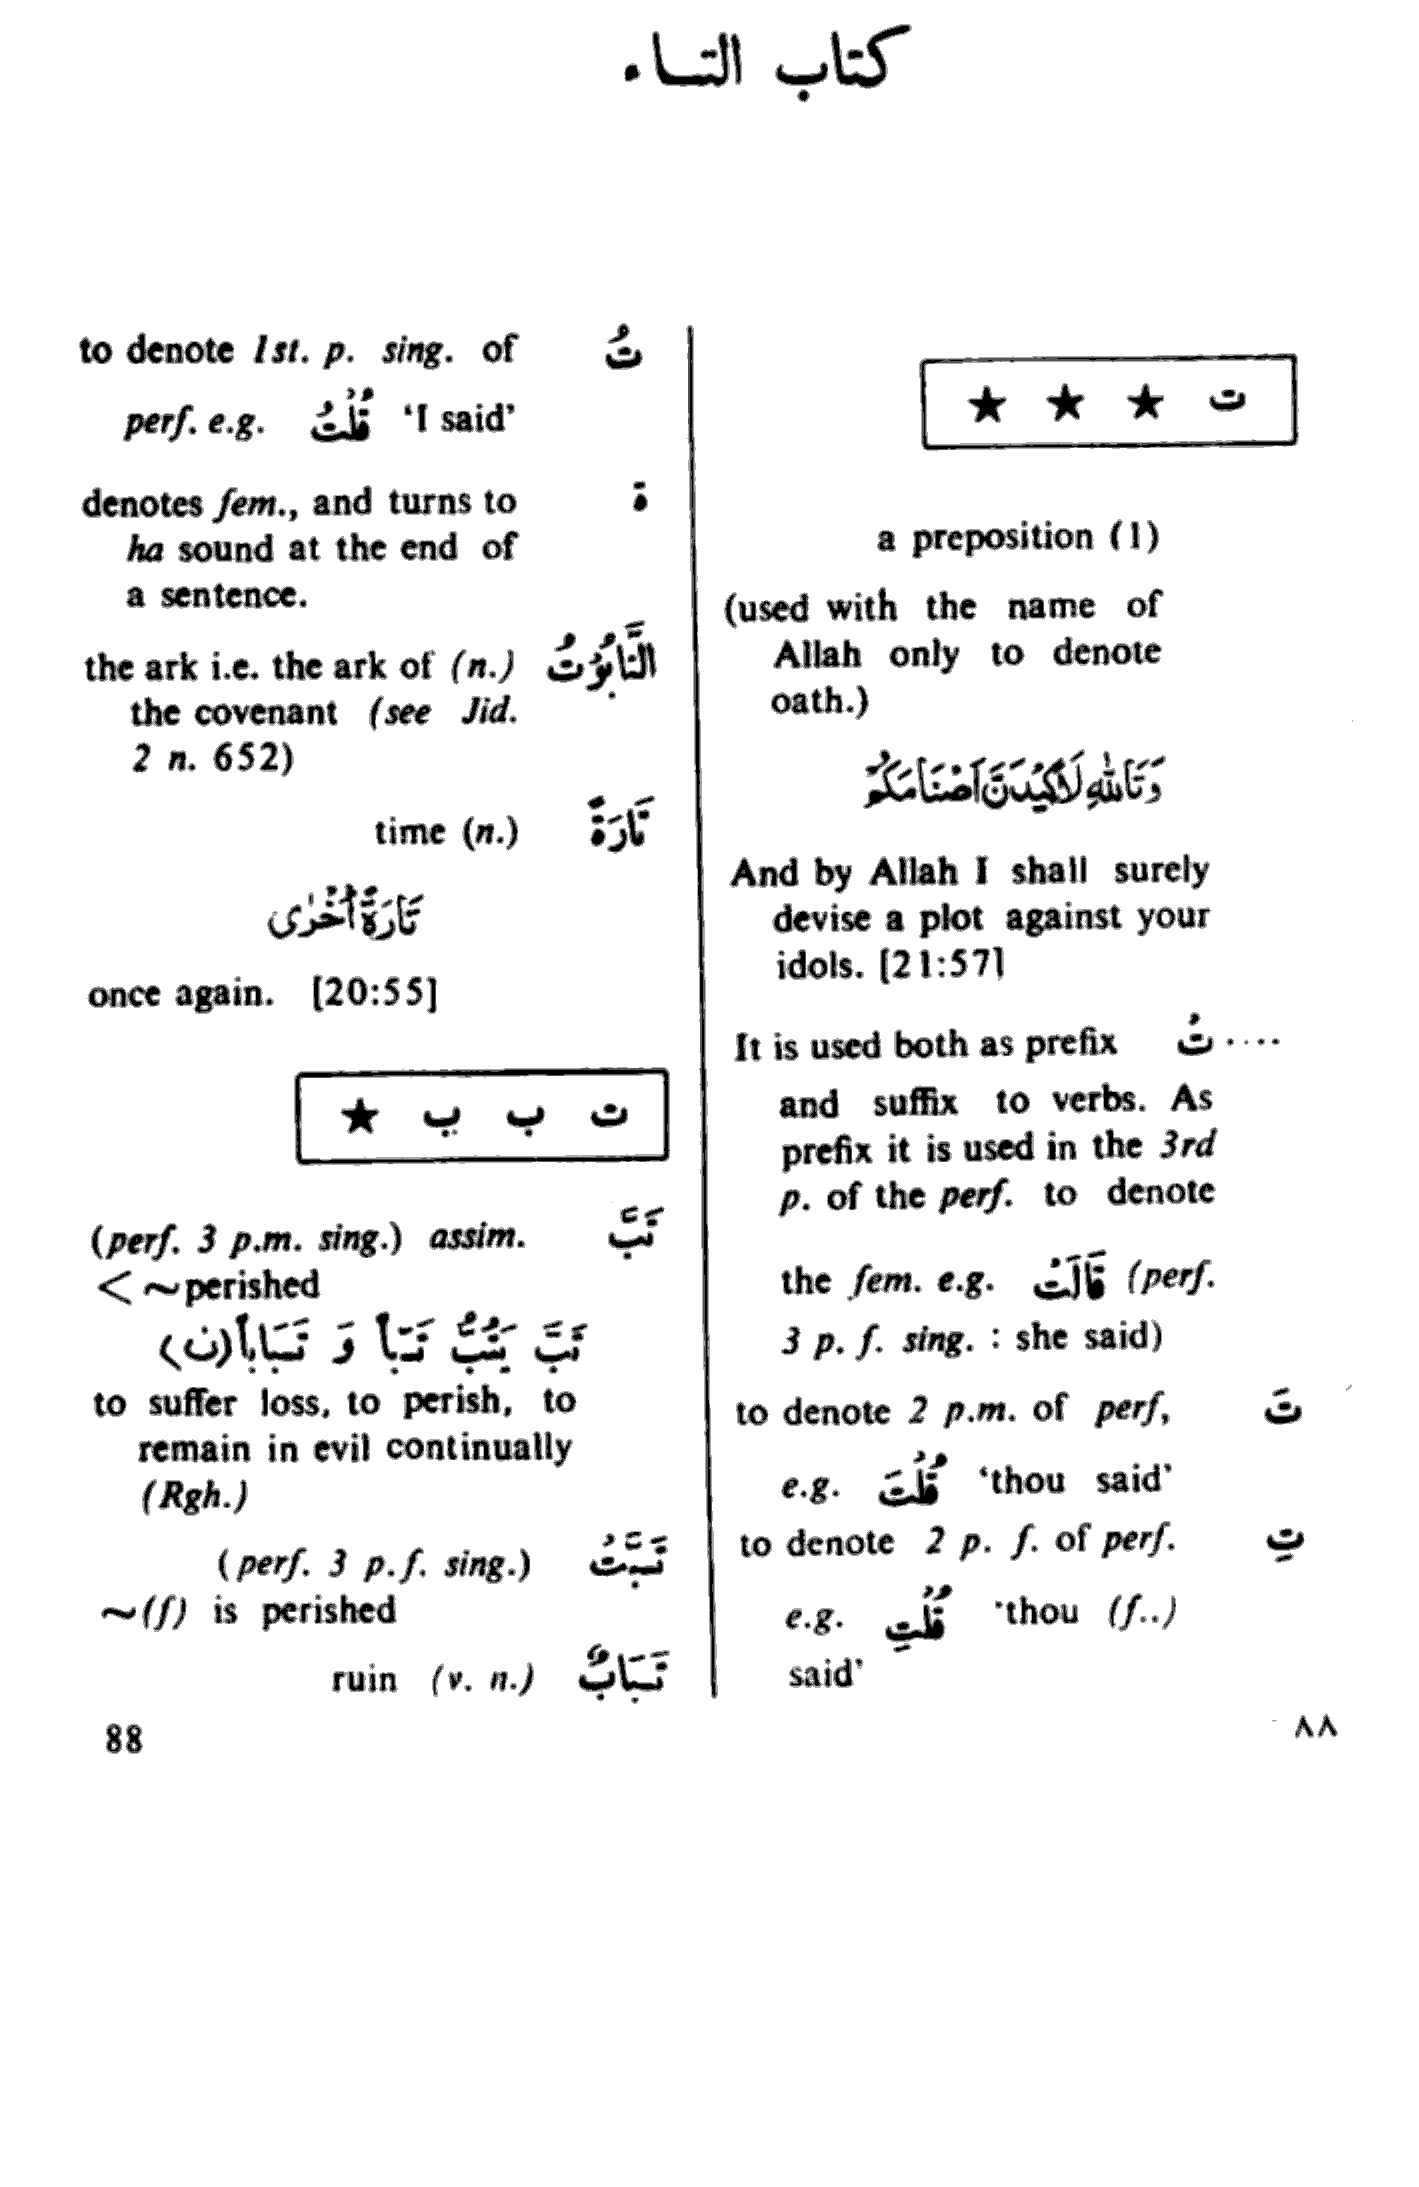 كتاب التاء
ت ★ ★ ★
a preposition (1)
(used with the name of
Allah only to denote
oath.)
وَتَاللّٰهِ لَاَكِيْدَنَّ اَصْنَامَكُمْ
And by Allah I shall surely
devise a plot against your
idols. [21:57]
It is used both as prefix تُ ....
and suffix to verbs. As
prefix it is used in the 3rd
p. of the perf. to denote
the fem. e.g. قَالَتْ (perf.
3 p. f. sing. : she said)
to denote 2 p.m. of perf, تَ
e.g. قُلْتَ ‘thou said’
to denote 2 p. f. of perf. تِ
e.g. قُلْتِ ‘thou (f..)
said’
to denote 1st. p. sing. of تُ
perf. e.g. قُلْتُ ‘I said’
denotes fem., and turns to ة
ha sound at the end of
a sentence.
the ark i.e. the ark of (n.) التَّابُوْتُ
the covenant (see Jid.
2 n. 652)
time (n.) تَارَةً
تَارَةً اُخْرٰى
once again. [20:55]
ت ب ب ★
(perf. 3 p.m. sing.) assim. تَبَّ
< ~perished
تَبَّ يَتُبُّ تَبًّا وَ تَبَابًا (ن)
to suffer loss, to perish, to
remain in evil continually
(Rgh.)
(perf. 3 p.f. sing.) تَبَّتْ
~(f) is perished
ruin (v. n.) تَبَابٌ
88
٨٨